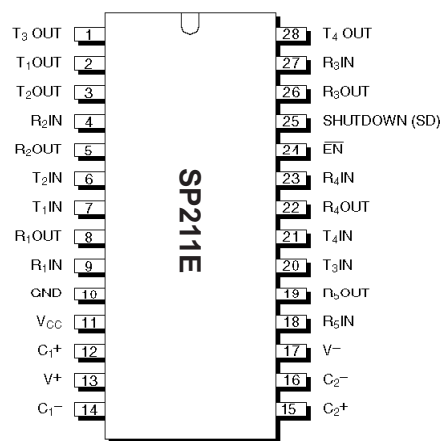 T₃ OUT 1 28 T₄ OUT
T₁OUT 2 27 R₃IN
T₂OUT 3 26 R₃OUT
R₂IN 4 25 SHUTDOWN (SD)
R₂OUT 5 24 E̅N̅
T₂IN 6 23 R₄IN
T₁IN 7 22 R₄OUT
R₁OUT 8 21 T₄IN
R₁IN 9 20 T₃IN
GND 10 19 R₅OUT
V_CC 11 18 R₅IN
C₁+ 12 17 V−
V+ 13 16 C₂−
C₁− 14 15 C₂+
SP211E